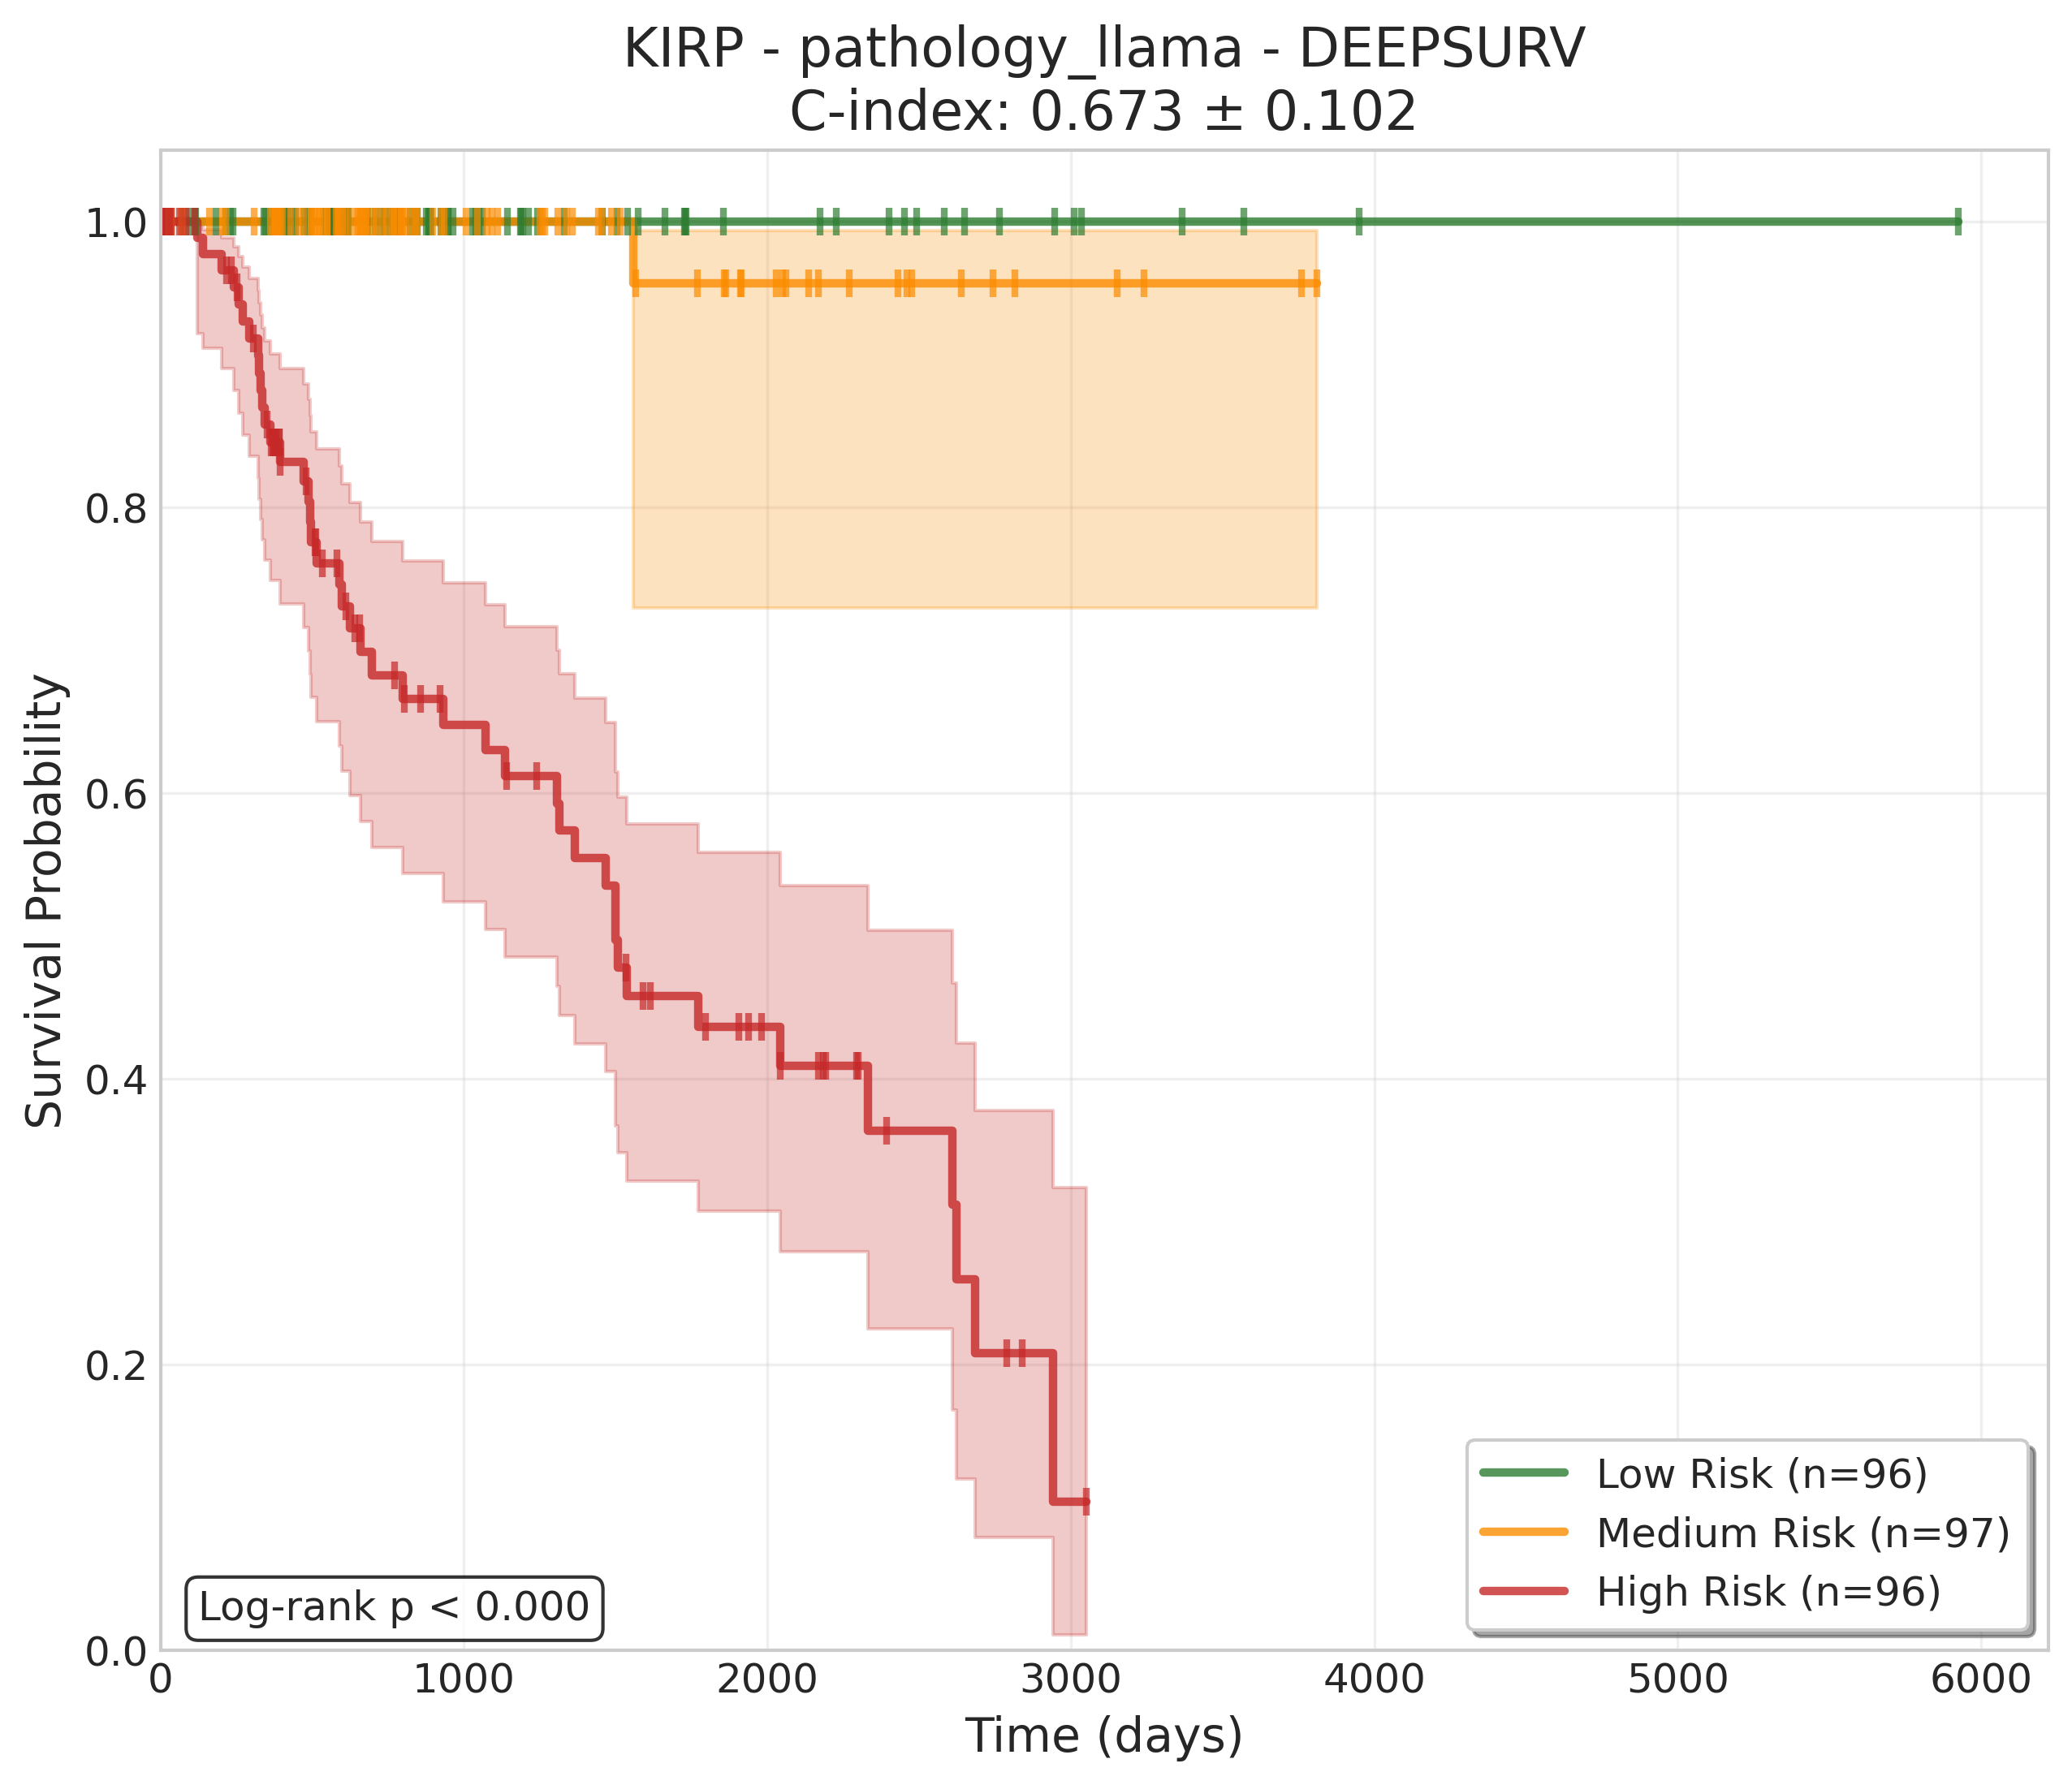 KIRP - pathology_llama - DEEPSURV
C-index: 0.673 ± 0.102
Survival Probability
1.0
0.8
0.6
0.4
0.2
0.0
0 1000 2000 3000 4000 5000 6000
Time (days)
Log-rank p < 0.000
Low Risk (n=96)
Medium Risk (n=97)
High Risk (n=96)